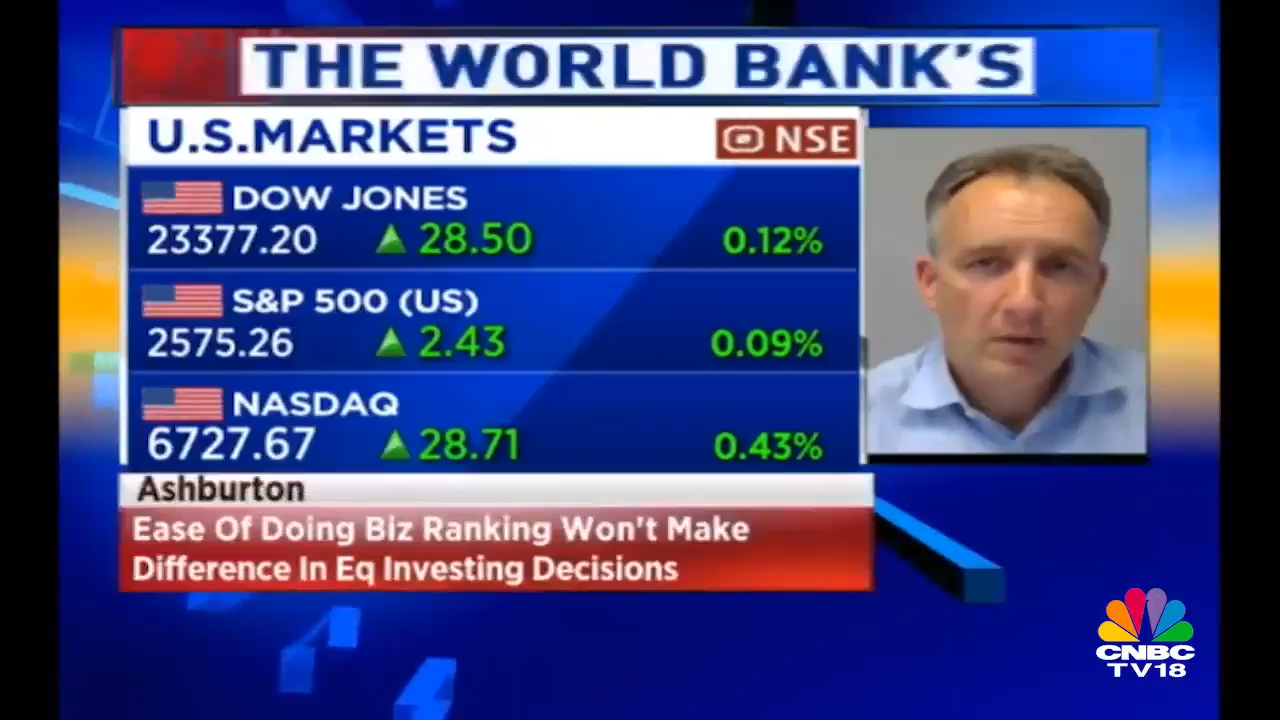 THE WORLD BANK'S
U.S.MARKETS NSE
DOW JONES
23377.20 28.50 0.12%
S&P 500 (US)
2575.26 2.43 0.09%
NASDAQ
6727.67 28.71 0.43%
Ashburton
Ease Of Doing Biz Ranking Won't Make
Difference In Eq Investing Decisions
CNBC
TV18